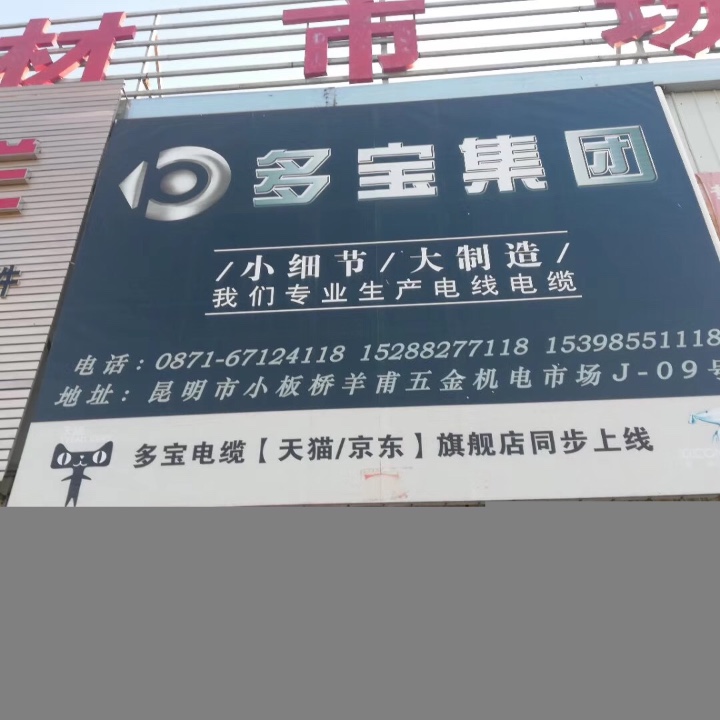 材市场
多宝集团
/小细节/大制造/
我们专业生产电线电缆
电话：0871-67124118 15288277118 15398551118
地址：昆明市小板桥羊甫五金机电市场J-09号
多宝电缆【天猫/京东】旗舰店同步上线
件